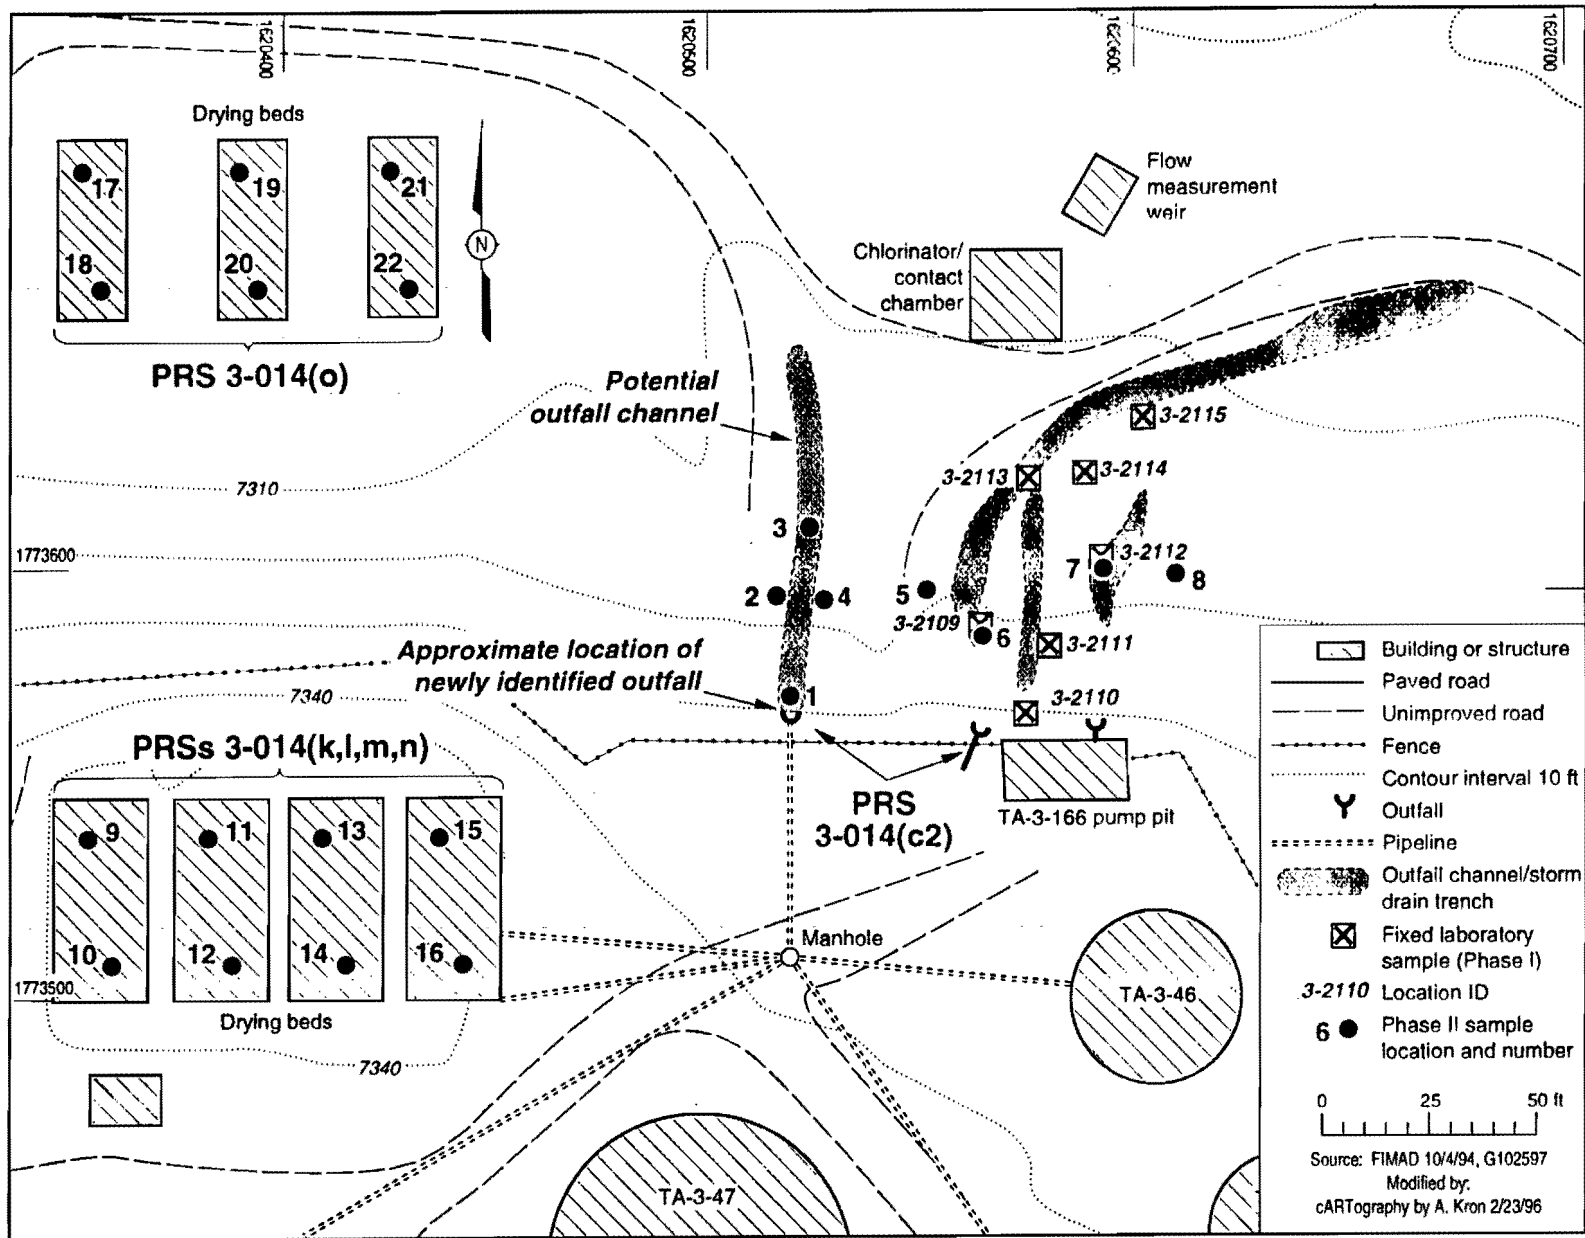 1620400
1620500
1623600
1620700
Drying beds
17
19
21
18
20
22
N
PRS 3-014(o)
Flow
measurement
weir
Chlorinator/
contact
chamber
Potential
outfall channel
7310
3-2115
3-2113
3-2114
3
1773600
3-2112
7
8
2
4
5
3-2109
6
3-2111
Approximate location of
newly identified outfall
1
3-2110
7340
PRSs 3-014(k,l,m,n)
PRS
3-014(c2)
TA-3-166 pump pit
9
11
13
15
10
12
14
16
Manhole
TA-3-46
1773500
Drying beds
7340
TA-3-47
Building or structure
Paved road
Unimproved road
Fence
Contour interval 10 ft
Outfall
Pipeline
Outfall channel/storm
drain trench
Fixed laboratory
sample (Phase I)
3-2110 Location ID
6 Phase II sample
location and number
0 25 50 ft
Source: FIMAD 10/4/94, G102597
Modified by:
cARTography by A. Kron 2/23/96